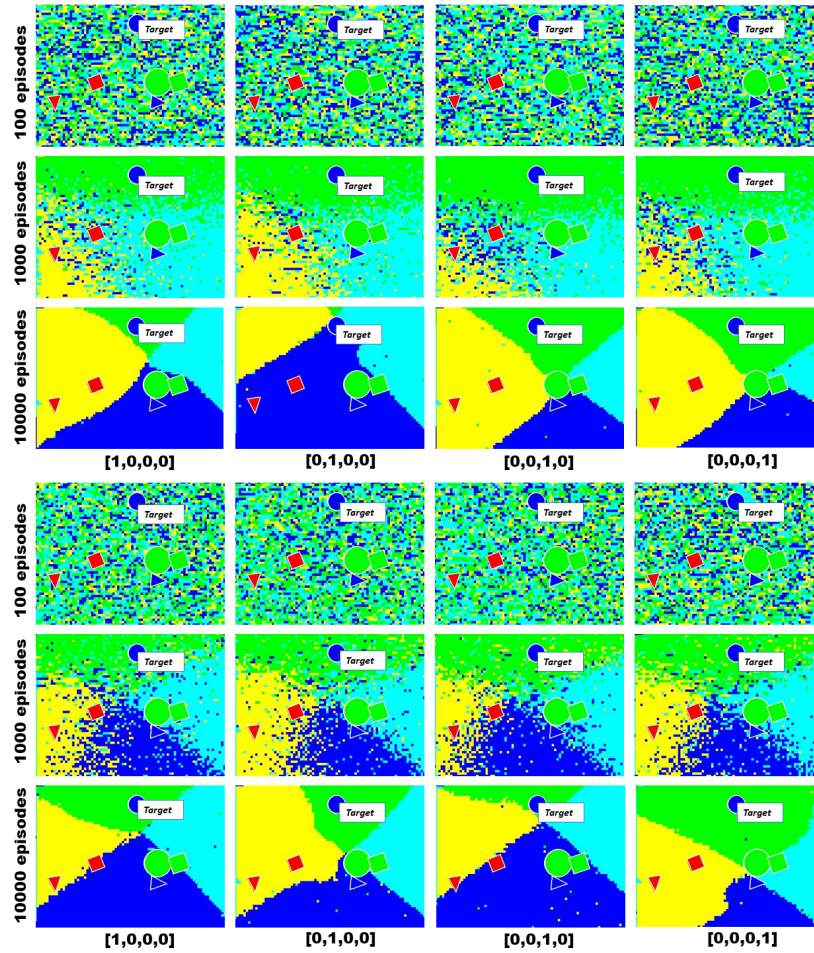 100 episodes
Target
Target
Target
Target
1000 episodes
Target
Target
Target
Target
10000 episodes
Target
Target
Target
Target
[1,0,0,0]
[0,1,0,0]
[0,0,1,0]
[0,0,0,1]
100 episodes
Target
Target
Target
Target
1000 episodes
Target
Target
Target
Target
10000 episodes
Target
Target
Target
Target
[1,0,0,0]
[0,1,0,0]
[0,0,1,0]
[0,0,0,1]